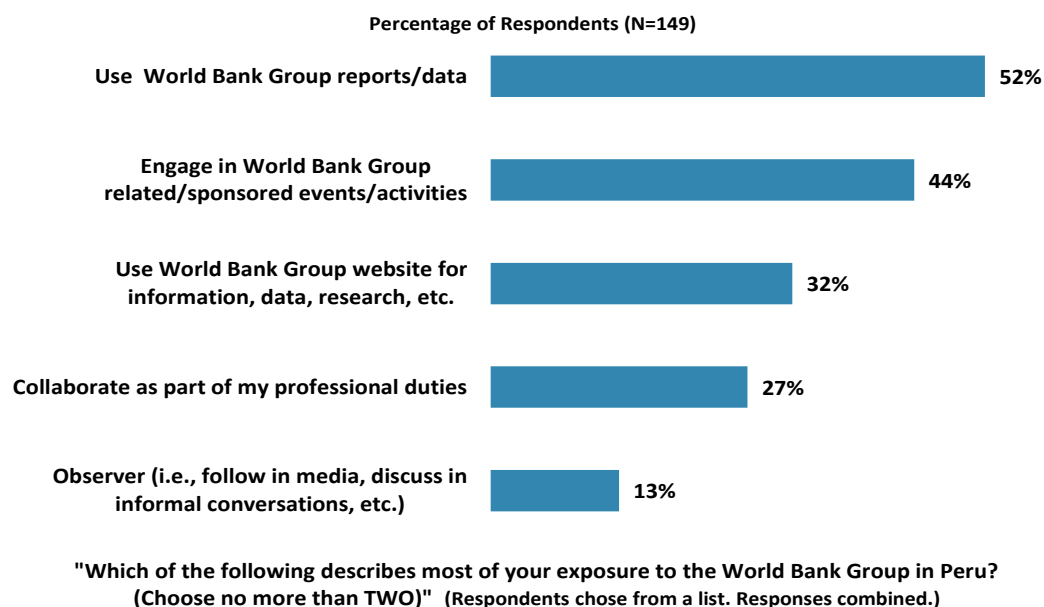 Percentage of Respondents (N=149)
Use World Bank Group reports/data
52%
Engage in World Bank Group
related/sponsored events/activities
44%
Use World Bank Group website for
information, data, research, etc.
32%
Collaborate as part of my professional duties
27%
Observer (i.e., follow in media, discuss in
informal conversations, etc.)
13%
"Which of the following describes most of your exposure to the World Bank Group in Peru?
(Choose no more than TWO)" (Respondents chose from a list. Responses combined.)